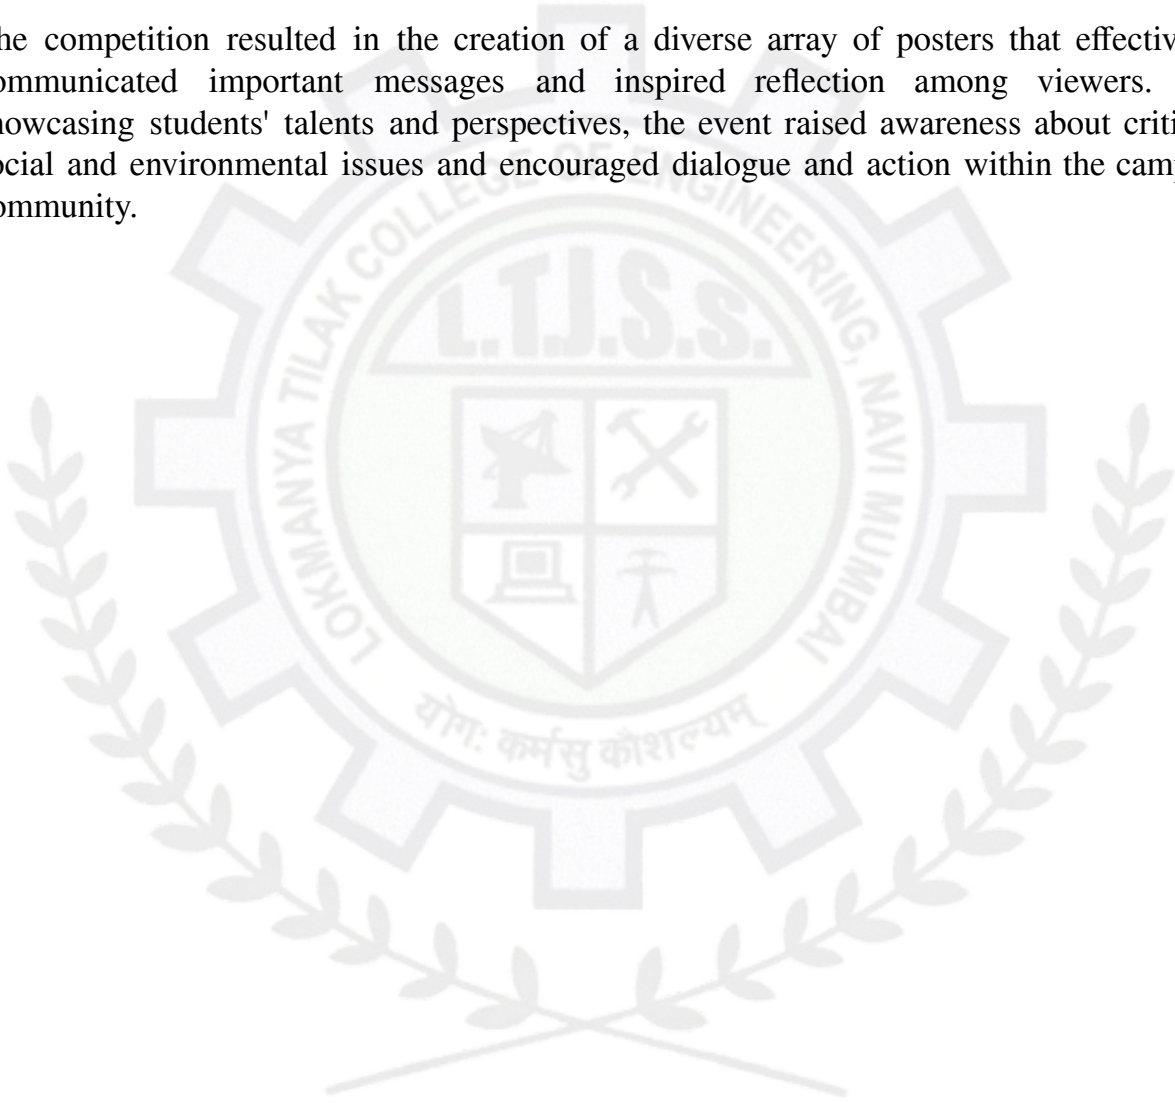 he competition resulted in the creation of a diverse array of posters that effectiv
ommunicated important messages and inspired reflection among viewers.
howcasing students' talents and perspectives, the event raised awareness about criti
ocial and environmental issues and encouraged dialogue and action within the camp
ommunity.
LOKMANYA TILAK COLLEGE OF ENGINEERING, NAVI MUMBAI
L.T.J.S.S.
योगः कर्मसु कौशल्यम्